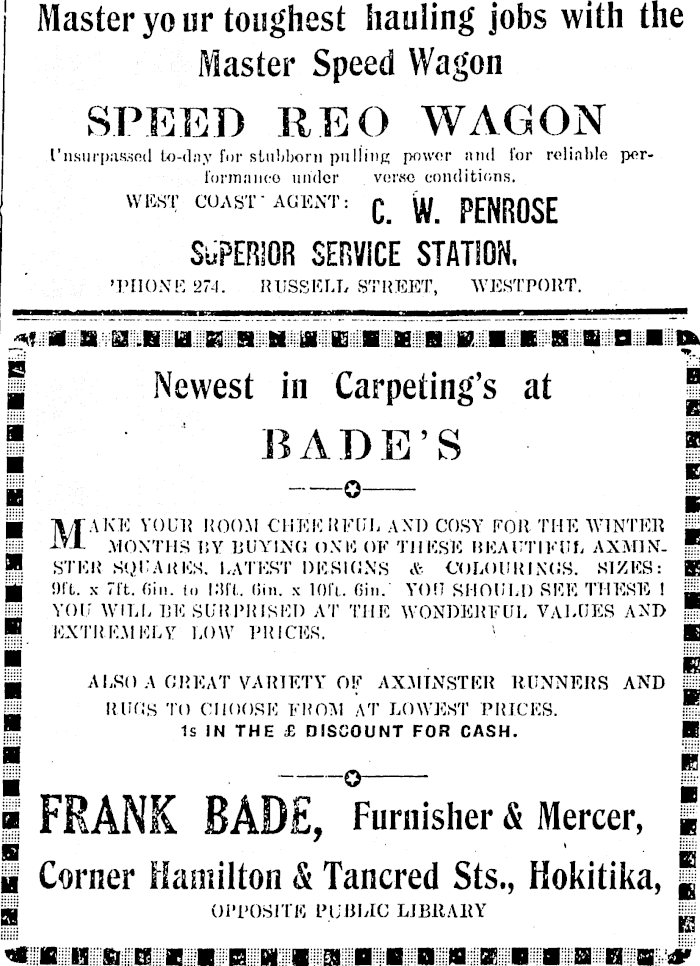 Master your toughest hauling jobs with the
Master Speed Wagon
SPEED REO WAGON
Unsurpassed to-day for stubborn pulling power and for reliable per-
formance under verse conditions.
WEST COAST AGENT: C. W. PENROSE
SUPERIOR SERVICE STATION,
'PHONE 274. RUSSELL STREET, WESTPORT.
Newest in Carpeting's at
BADE'S
MAKE YOUR ROOM CHEERFUL AND COSY FOR THE WINTER
MONTHS BY BUYING ONE OF THESE BEAUTIFUL AXMIN-
STER SQUARES, LATEST DESIGNS & COLOURINGS. SIZES:
9ft. x 7ft. 6in. to 13ft. 6in. x 10ft. 6in. YOU SHOULD SEE THESE !
YOU WILL BE SURPRISED AT THE WONDERFUL VALUES AND
EXTREMELY LOW PRICES.
ALSO A GREAT VARIETY OF AXMINSTER RUNNERS AND
RUGS TO CHOOSE FROM AT LOWEST PRICES.
1s IN THE £ DISCOUNT FOR CASH.
FRANK BADE, Furnisher & Mercer,
Corner Hamilton & Tancred Sts., Hokitika,
OPPOSITE PUBLIC LIBRARY